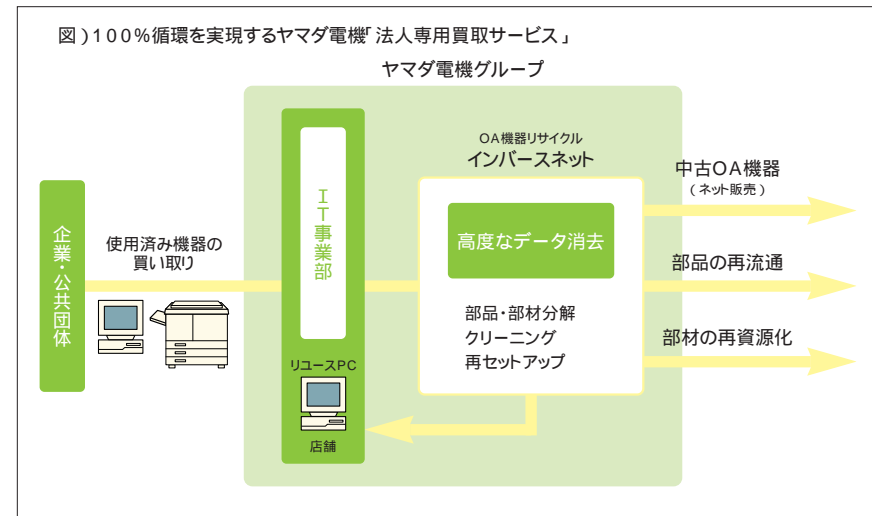 図)100%循環を実現するヤマダ電機「法人専用買取サービス」
ヤマダ電機グループ
企業・公共団体
使用済み機器の
買い取り
IT事業部
リユースPC
店舗
OA機器リサイクル
インバースネット
高度なデータ消去
部品・部材分解
クリーニング
再セットアップ
中古OA機器
(ネット販売)
部品の再流通
部材の再資源化